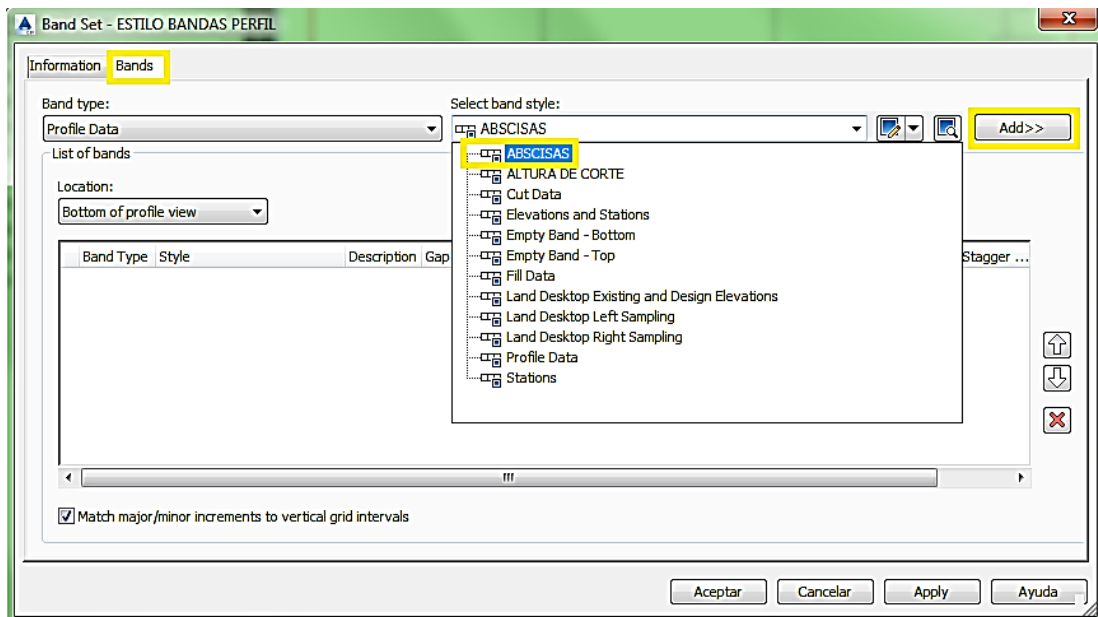 Band Set - ESTILO BANDAS PERFIL
Information Bands
Band type: Select band style:
Profile Data ABSCISAS Add>>
List of bands
ABSCISAS
ALTURA DE CORTE
Location:
Cut Data
Bottom of profile view
Elevations and Stations
Empty Band - Bottom
Band Type Style Description Gap Empty Band - Top Stagger ...
Fill Data
Land Desktop Existing and Design Elevations
Land Desktop Left Sampling
Land Desktop Right Sampling
Profile Data
Stations
Match major/minor increments to vertical grid intervals
Aceptar Cancelar Apply Ayuda